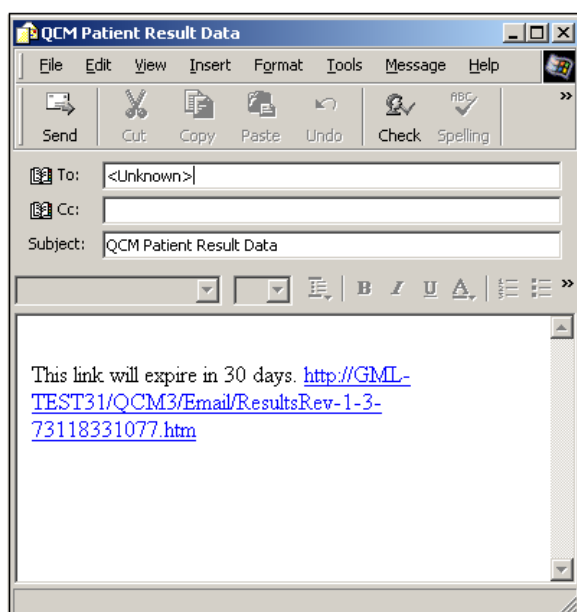 QCM Patient Result Data
File Edit View Insert Format Tools Message Help
ABC
Send Cut Copy Paste Undo Check Spelling
To: <Unknown>
Cc:
Subject: QCM Patient Result Data
B I U A
This link will expire in 30 days. http://GML-
TEST31/QCM3/Email/ResultsRev-1-3-
73118331077.htm